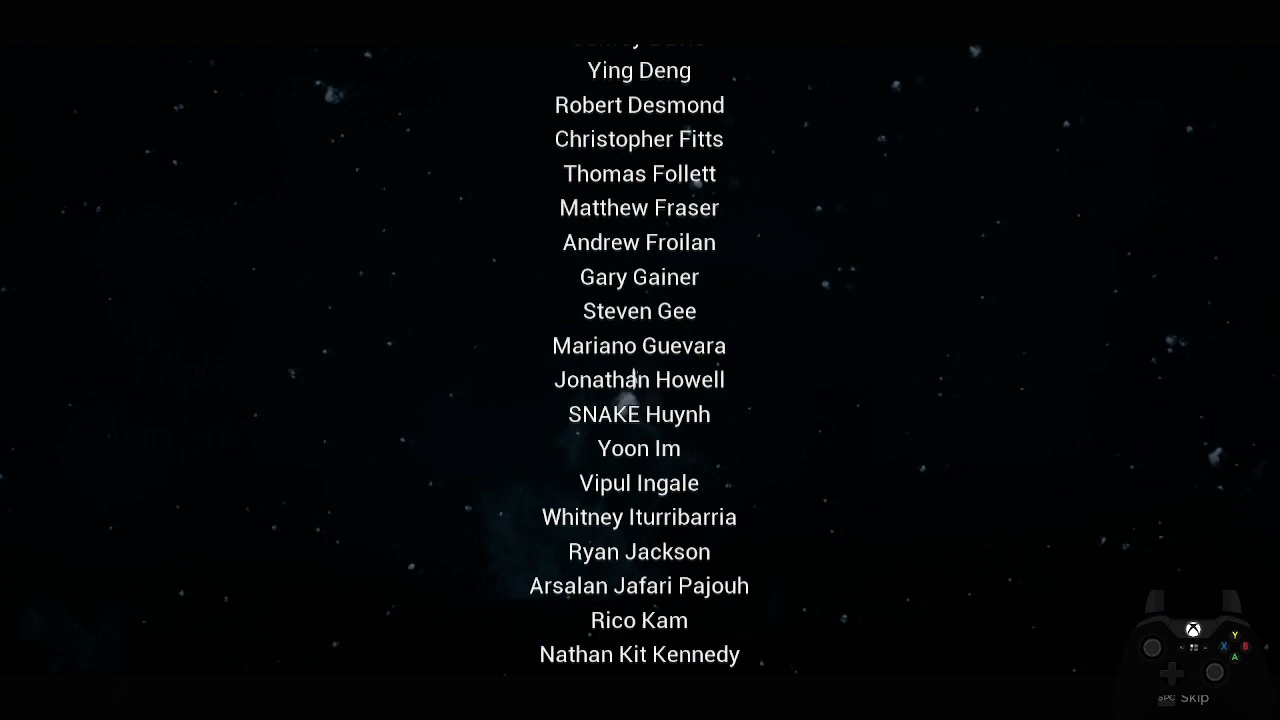 Ying Deng
Robert Desmond
Christopher Fitts
Thomas Follett
Matthew Fraser
Andrew Froilan
Gary Gainer
Steven Gee
Mariano Guevara
Jonathan Howell
SNAKE Huynh
Yoon Im
Vipul Ingale
Whitney Iturribarria
Ryan Jackson
Arsalan Jafari Pajouh
Rico Kam
Nathan Kit Kennedy
Y
X B
A
SPC Skip